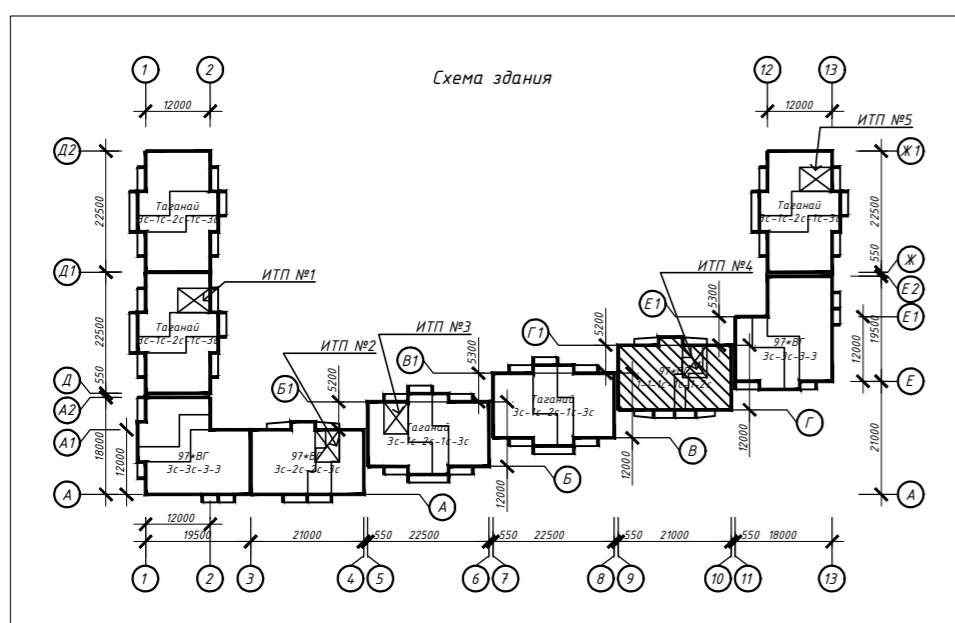 1 2 12 13
Схема здания
12000 12000
ИТП №5
Д2 Ж1
22500 22500
Таганай
3с-1с-2с-1с-3с
Таганай
3с-1с-2с-1с-3с
550
Д1 Ж
ИТП №1 ИТП №4
Е2
Е1 5300 Е1
22500 19500
12000
Таганай
3с-1с-2с-1с-3с
ИТП №3
Г1 5200
ИТП №2
В1 5300
97*ВГ
3с-3с-3-3
97*ВГ
Д 550 Б1 5200 Е
А2
Таганай
3с-1с-2с-1с-3с
Г
А1 18000 12000
Таганай
3с-1с-2с-1с-3с
12000 21000
97*ВГ
3с-3с-3-3
97*ВГ
3с-2с-2с-3с
В
12000
Б
12000
А А А
12000
19500 21000 550 22500 550 22500 550 21000 550 18000
1 2 3 4 5 6 7 8 9 10 11 13